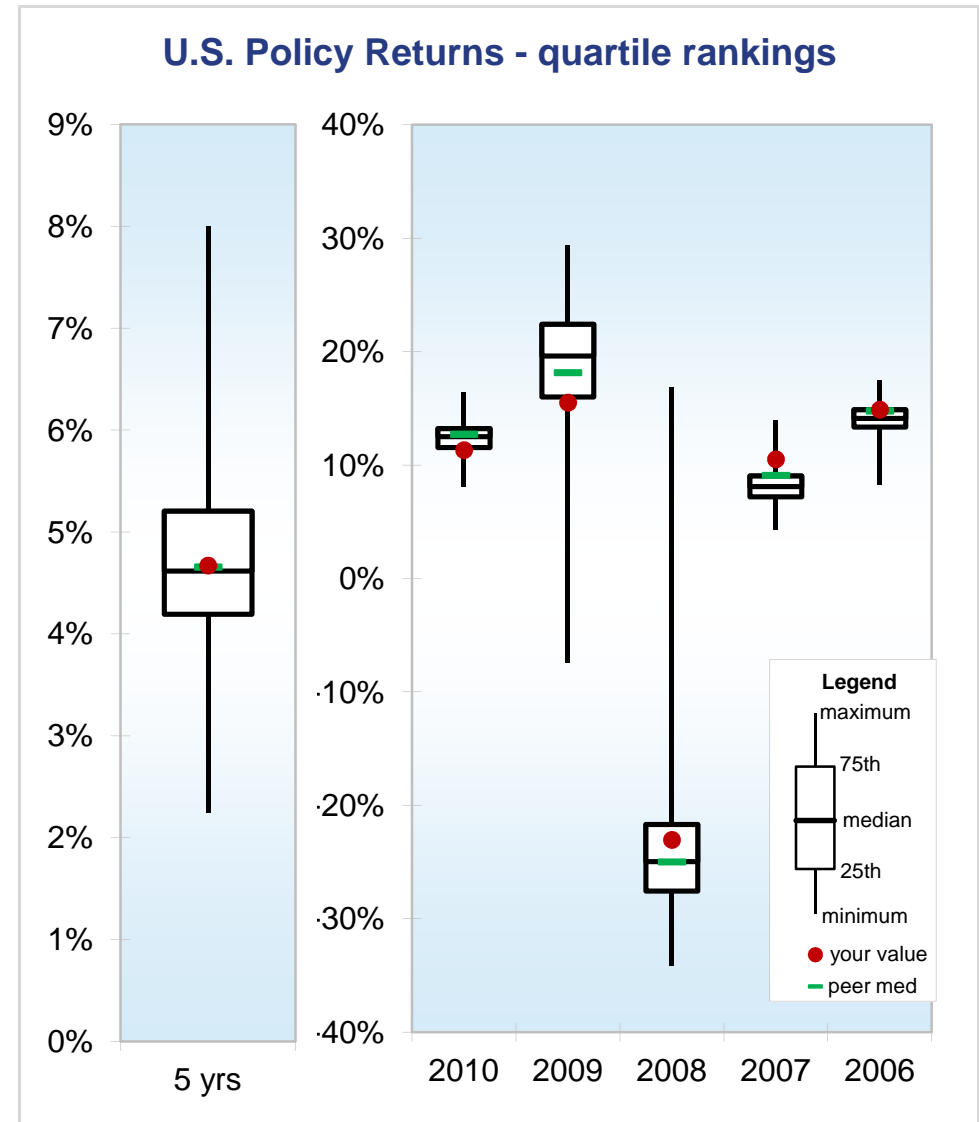 U.S. Policy Returns - quartile rankings
9%
8%
7%
6%
5%
4%
3%
2%
1%
0%
5 yrs
40%
30%
20%
10%
0%
-10%
-20%
-30%
-40%
2010 2009 2008 2007 2006
Legend
maximum
75th
median
25th
minimum
your value
peer med